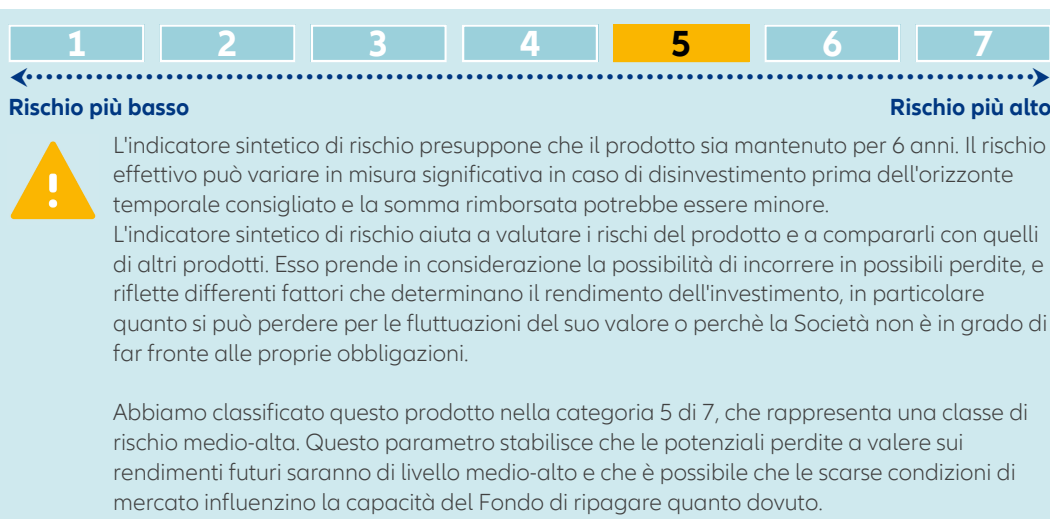 1 2 3 4 5 6 7
Rischio più basso Rischio più alto
L'indicatore sintetico di rischio presuppone che il prodotto sia mantenuto per 6 anni. Il rischio
effettivo può variare in misura significativa in caso di disinvestimento prima dell'orizzonte
temporale consigliato e la somma rimborsata potrebbe essere minore.
L'indicatore sintetico di rischio aiuta a valutare i rischi del prodotto e a compararli con quelli
di altri prodotti. Esso prende in considerazione la possibilità di incorrere in possibili perdite, e
riflette differenti fattori che determinano il rendimento dell'investimento, in particolare
quanto si può perdere per le fluttuazioni del suo valore o perchè la Società non è in grado di
far fronte alle proprie obbligazioni.
Abbiamo classificato questo prodotto nella categoria 5 di 7, che rappresenta una classe di
rischio medio-alta. Questo parametro stabilisce che le potenziali perdite a valere sui
rendimenti futuri saranno di livello medio-alto e che è possibile che le scarse condizioni di
mercato influenzino la capacità del Fondo di ripagare quanto dovuto.